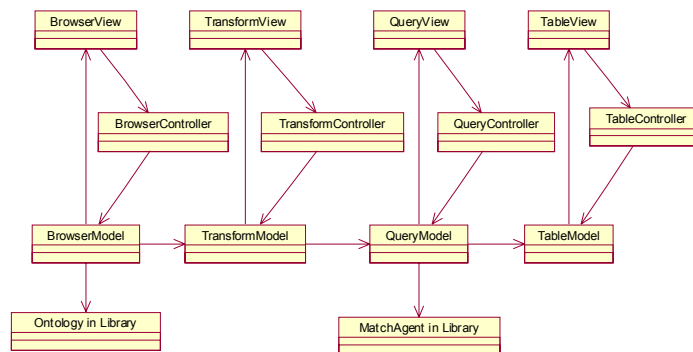 BrowserView
TransformView
QueryView
TableView
BrowserController
TransformController
QueryController
TableController
BrowserModel
TransformModel
QueryModel
TableModel
Ontology in Library
MatchAgent in Library